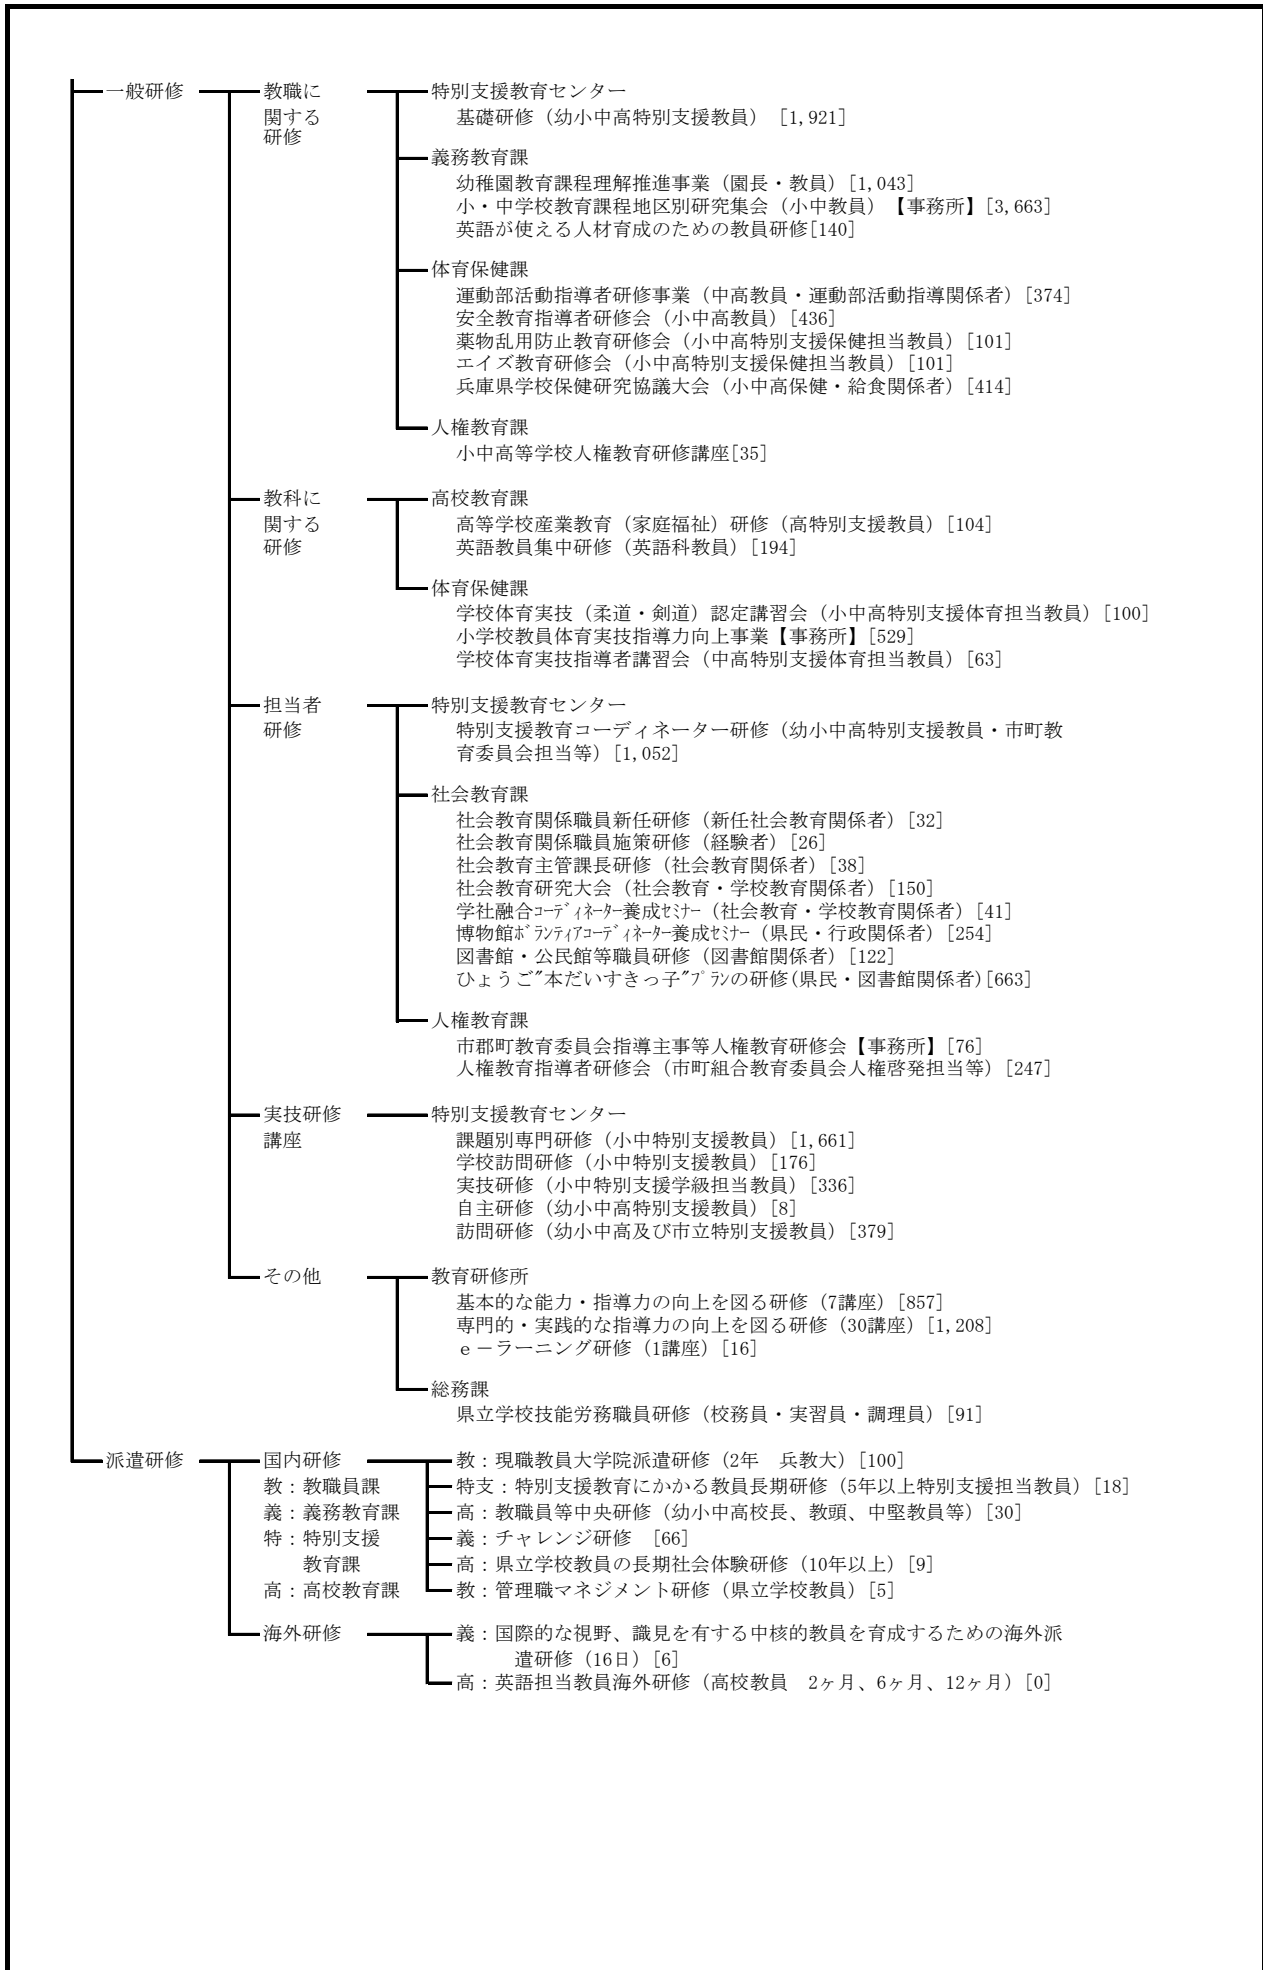 一般研修
教職に
関する
研修
特別支援教育センター
基礎研修（幼小中高特別支援教員） [1,921]
義務教育課
幼稚園教育課程理解推進事業（園長・教員）[1,043]
小・中学校教育課程地区別研究集会（小中教員）【事務所】[3,663]
英語が使える人材育成のための教員研修[140]
体育保健課
運動部活動指導者研修事業（中高教員・運動部活動指導関係者）[374]
安全教育指導者研修会（小中高教員）[436]
薬物乱用防止教育研修会（小中高特別支援保健担当教員）[101]
エイズ教育研修会（小中高特別支援保健担当教員）[101]
兵庫県学校保健研究協議大会（小中高保健・給食関係者）[414]
人権教育課
小中高等学校人権教育研修講座[35]
教科に
関する
研修
高校教育課
高等学校産業教育（家庭福祉）研修（高特別支援教員）[104]
英語教員集中研修（英語科教員）[194]
体育保健課
学校体育実技（柔道・剣道）認定講習会（小中高特別支援体育担当教員）[100]
小学校教員体育実技指導力向上事業【事務所】[529]
学校体育実技指導者講習会（中高特別支援体育担当教員）[63]
担当者
研修
特別支援教育センター
特別支援教育コーディネーター研修（幼小中高特別支援教員・市町教
育委員会担当等）[1,052]
社会教育課
社会教育関係職員新任研修（新任社会教育関係者）[32]
社会教育関係職員施策研修（経験者）[26]
社会教育主管課長研修（社会教育関係者）[38]
社会教育研究大会（社会教育・学校教育関係者）[150]
学社融合ｺｰﾃﾞｨﾈｰﾀｰ養成ｾﾐﾅｰ（社会教育・学校教育関係者）[41]
博物館ﾎﾞﾗﾝﾃｨｱｺｰﾃﾞｨﾈｰﾀｰ養成ｾﾐﾅｰ（県民・行政関係者）[254]
図書館・公民館等職員研修（図書館関係者）[122]
ひょうご″本だいすきっ子″ﾌﾟﾗﾝの研修(県民・図書館関係者)[663]
人権教育課
市郡町教育委員会指導主事等人権教育研修会【事務所】[76]
人権教育指導者研修会（市町組合教育委員会人権啓発担当等）[247]
実技研修
講座
特別支援教育センター
課題別専門研修（小中特別支援教員）[1,661]
学校訪問研修（小中特別支援教員）[176]
実技研修（小中特別支援学級担当教員）[336]
自主研修（幼小中高特別支援教員）[8]
訪問研修（幼小中高及び市立特別支援教員）[379]
その他
教育研修所
基本的な能力・指導力の向上を図る研修（7講座）[857]
専門的・実践的な指導力の向上を図る研修（30講座）[1,208]
ｅ－ラーニング研修（1講座）[16]
総務課
県立学校技能労務職員研修（校務員・実習員・調理員）[91]
派遣研修
国内研修
教：教職員課
義：義務教育課
特：特別支援
教育課
高：高校教育課
教：現職教員大学院派遣研修（2年　兵教大）[100]
特支：特別支援教育にかかる教員長期研修（5年以上特別支援担当教員）[18]
高：教職員等中央研修（幼小中高校長、教頭、中堅教員等）[30]
義：チャレンジ研修　[66]
高：県立学校教員の長期社会体験研修（10年以上）[9]
教：管理職マネジメント研修（県立学校教員）[5]
海外研修
義：国際的な視野、識見を有する中核的教員を育成するための海外派
遣研修（16日）[6]
高：英語担当教員海外研修（高校教員　2ヶ月、6ヶ月、12ヶ月）[0]